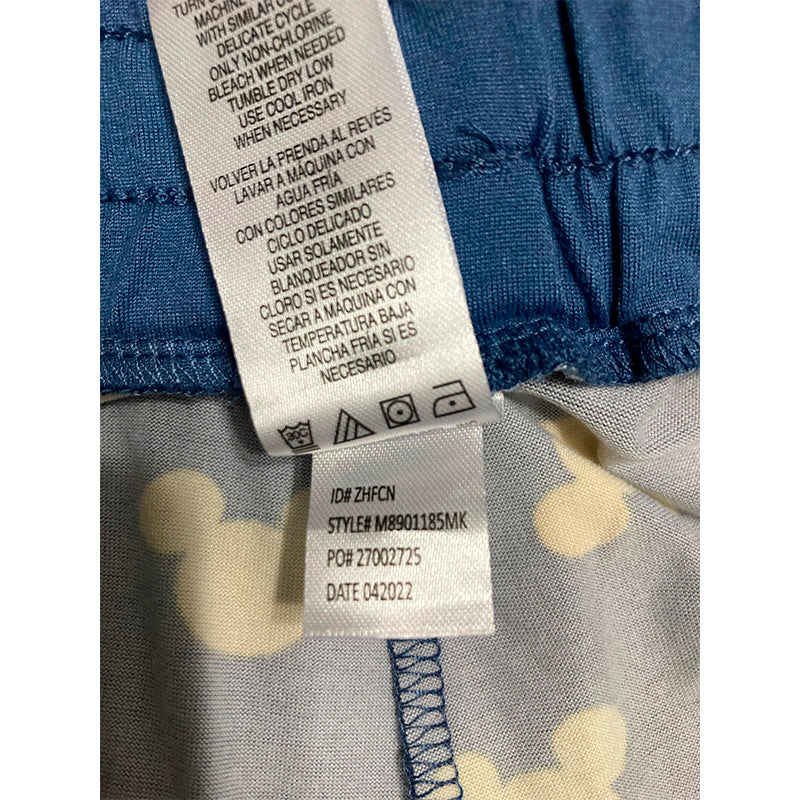 TURN
MACHINE
WITH SIMILAR
DELICATE CYCLE
ONLY NON-CHLORINE
BLEACH WHEN NEEDED
TUMBLE DRY LOW
USE COOL IRON
WHEN NECESSARY
VOLVER LA PRENDA AL REVÉS
LAVAR A MAQUINA CON
AGUA FRÍA
CON COLORES SIMILARES
CICLO DELICADO
USAR SOLAMENTE
BLANQUEADOR SIN
CLORO SI ES NECESARIO
SECAR A MÁQUINA CON
TEMPERATURA BAJA
PLANCHA FRÍA SI ES
NECESARIO
30C
ID# ZHFCN
STYLE# M8901185MK
PO# 27002725
DATE 042022